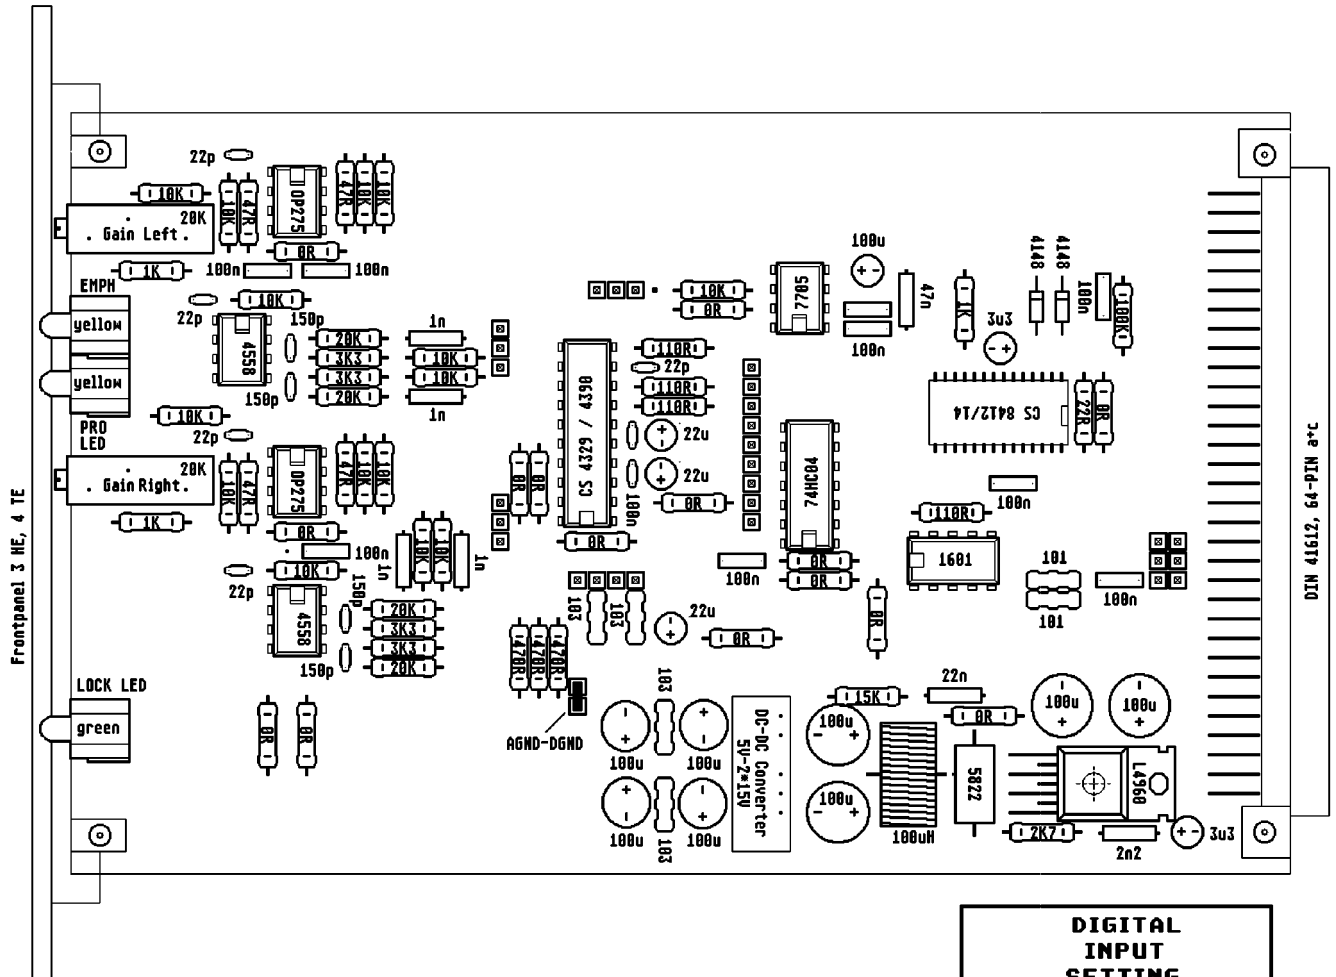 Frontpanel 3 HE, 4 TE
22p
10K
10K
47R
OP275
47R
10K
10K
20K
. Gain Left .
0R
1K
100n
100n
EMPH
yellow
22p
10K
150p
4558
20K
3K3
3K3
20K
1n
10K
10K
1n
150p
yellow
10K
PRO
LED
22p
20K
. Gain Right .
10K
47R
OP275
47R
10K
10K
1K
0R
100n
10K
22p
150p
4558
150p
20K
3K3
3K3
20K
1n
10K
10K
1n
LOCK LED
green
0R
0R
10K
0R
7705
100u
100n
47n
1K
3u3
4148
4148
100n
100K
CS 4329 / 4390
110R
22p
110R
110R
22u
22u
100n
0R
0R
0R
0R
74HC04
CS 8412/14
22R
0R
100n
110R
1601
101
101
100n
100n
0R
0R
0R
103
103
22u
0R
470R
470R
470R
AGND-DGND
103
100u
100u
100u
100u
103
DC-DC Converter
5V-2*15V
15K
22n
0R
100u
100u
100uH
5822
100u
100u
L4960
2K7
2n2
3u3
DIN 41612, 64-PIN a+c
DIGITAL
INPUT
SETTING